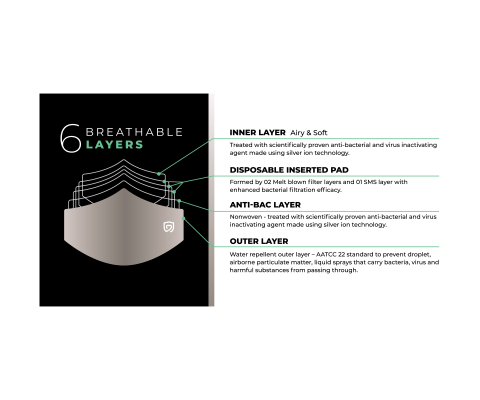 6 BREATHABLE
LAYERS
INNER LAYER Airy & Soft
Treated with scientifically proven anti-bacterial and virus inactivating
agent made using silver ion technology.
DISPOSABLE INSERTED PAD
Formed by 02 Melt blown filter layers and 01 SMS layer with
enhanced bacterial filtration efficacy.
ANTI-BAC LAYER
Nonwoven - treated with scientifically proven anti-bacterial and virus
inactivating agent made using silver ion technology.
OUTER LAYER
Water repellent outer layer – AATCC 22 standard to prevent droplet,
airborne particulate matter, liquid sprays that carry bacteria, virus and
harmful substances from passing through.